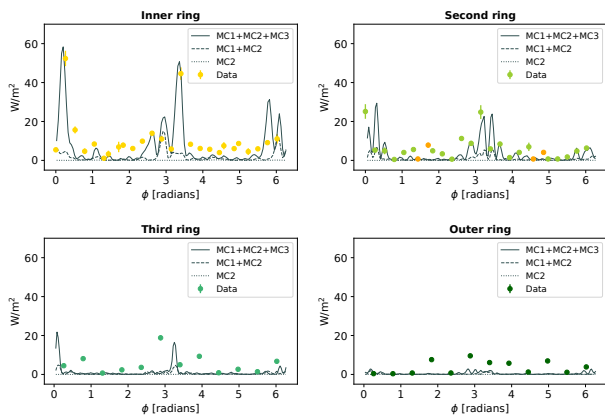 Inner ring
W/m²
60
40
20
0
0 1 2 3 4 5 6
ϕ [radians]
MC1+MC2+MC3
MC1+MC2
MC2
Data
Second ring
W/m²
60
40
20
0
0 1 2 3 4 5 6
ϕ [radians]
MC1+MC2+MC3
MC1+MC2
MC2
Data
Third ring
W/m²
60
40
20
0
0 1 2 3 4 5 6
ϕ [radians]
MC1+MC2+MC3
MC1+MC2
MC2
Data
Outer ring
W/m²
60
40
20
0
0 1 2 3 4 5 6
ϕ [radians]
MC1+MC2+MC3
MC1+MC2
MC2
Data